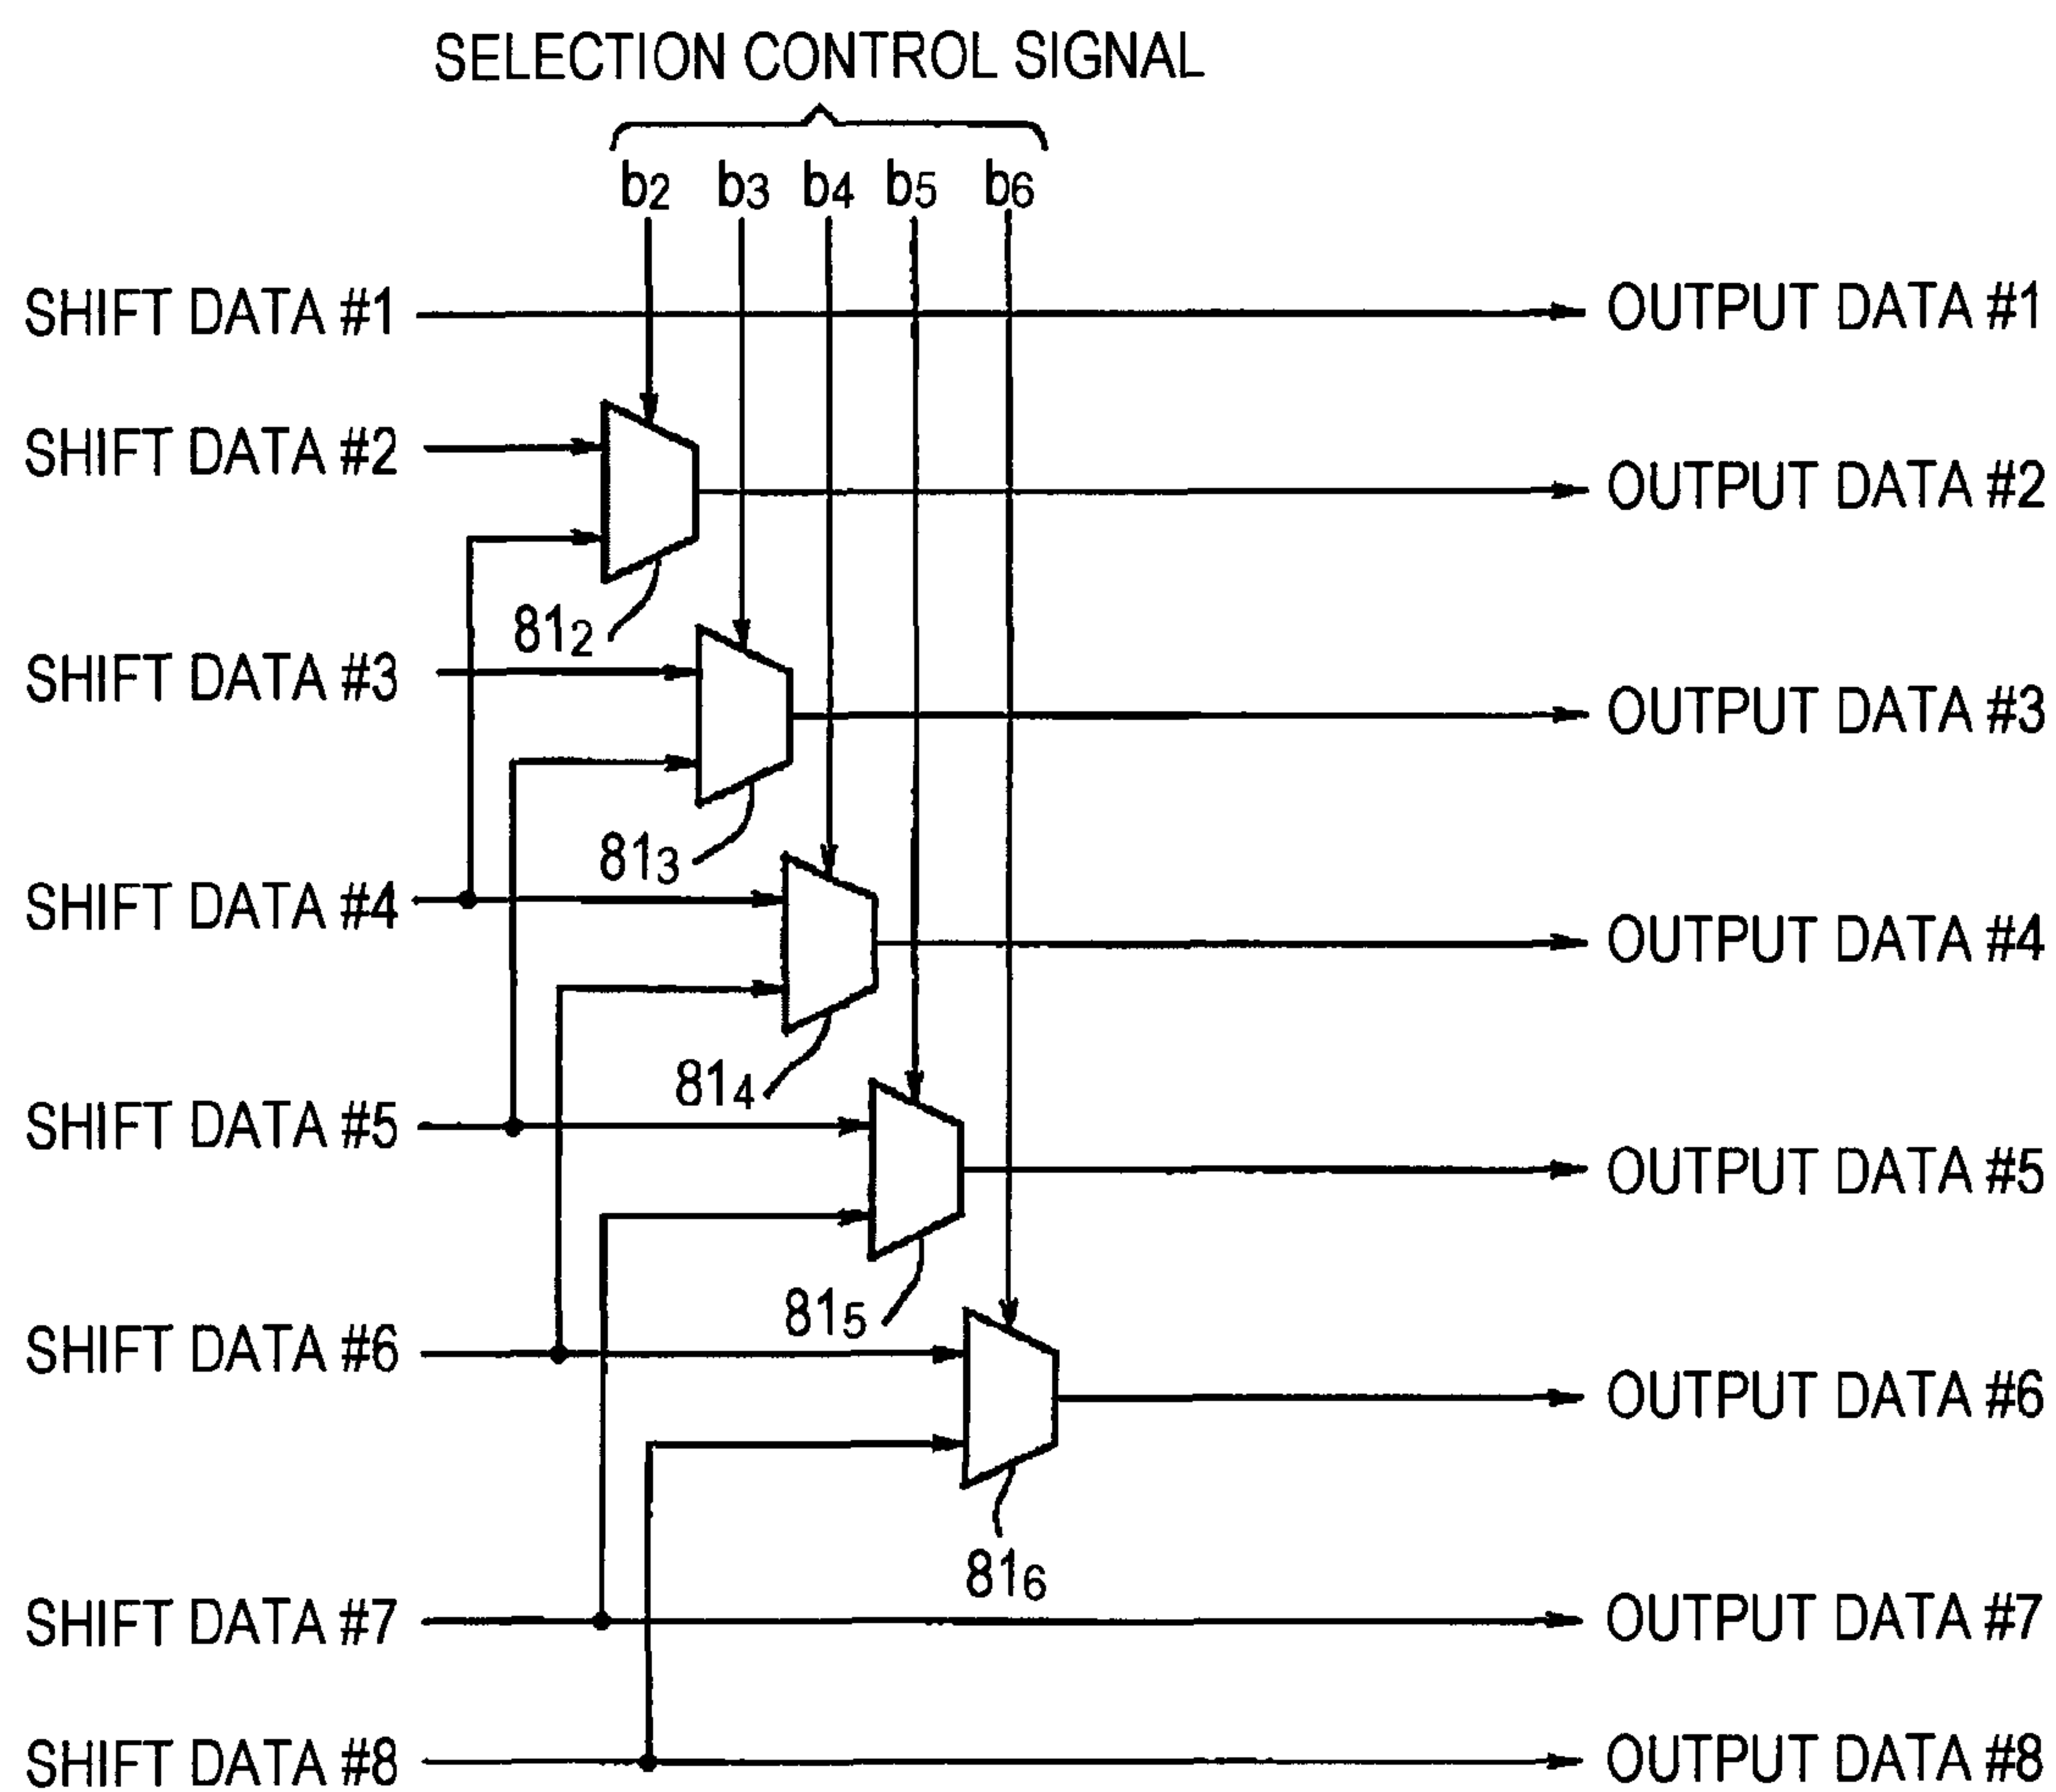 SELECTION CONTROL SIGNAL
b2 b3 b4 b5 b6
SHIFT DATA #1 OUTPUT DATA #1
SHIFT DATA #2 OUTPUT DATA #2
812
SHIFT DATA #3 OUTPUT DATA #3
813
SHIFT DATA #4 OUTPUT DATA #4
814
SHIFT DATA #5 OUTPUT DATA #5
815
SHIFT DATA #6 OUTPUT DATA #6
816
SHIFT DATA #7 OUTPUT DATA #7
SHIFT DATA #8 OUTPUT DATA #8